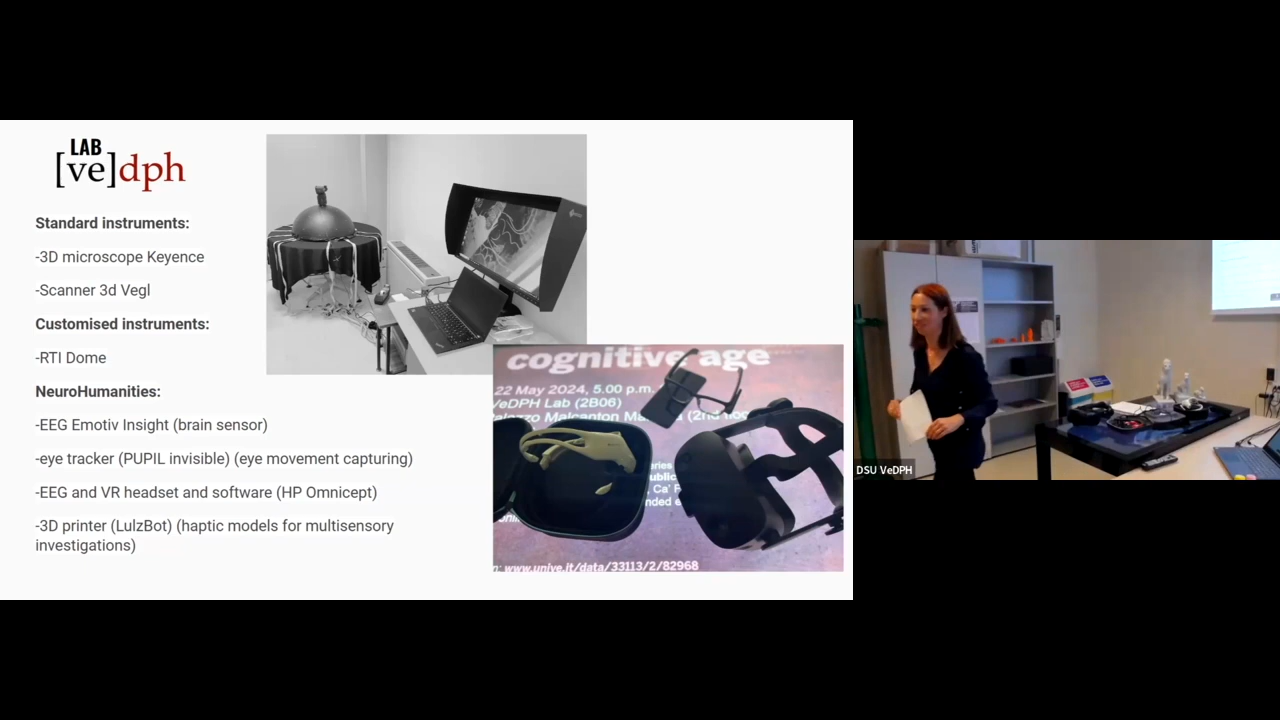 LAB
[ve]dph
Standard instruments:
-3D microscope Keyence
-Scanner 3d Vegl
Customised instruments:
-RTI Dome
NeuroHumanities:
-EEG Emotiv Insight (brain sensor)
-eye tracker (PUPIL invisible) (eye movement capturing)
-EEG and VR headset and software (HP Omnicept)
-3D printer (LulzBot) (haptic models for multisensory
investigations)
cognitive age
22 May 2024, 5.00 p.m.
VeDPH Lab (2B06)
(2nd
www.unive.it/data/33113/2/82968
DSU VeDPH